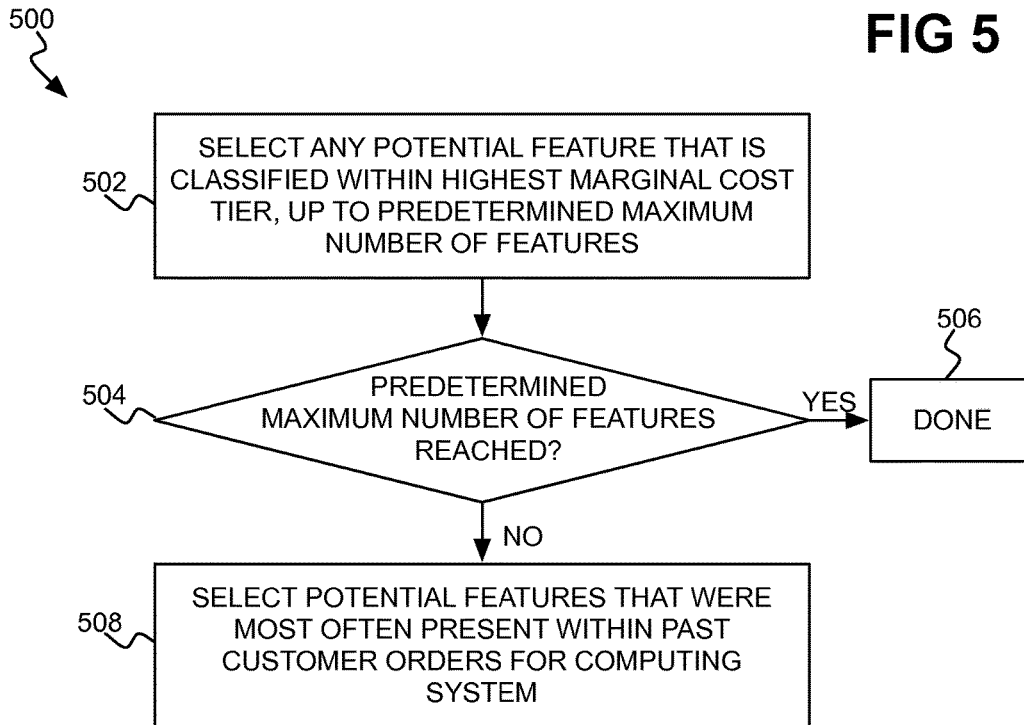 500
FIG 5
SELECT ANY POTENTIAL FEATURE THAT IS
CLASSIFIED WITHIN HIGHEST MARGINAL COST
TIER, UP TO PREDETERMINED MAXIMUM
NUMBER OF FEATURES
502
506
PREDETERMINED
MAXIMUM NUMBER OF FEATURES
REACHED?
504
YES
DONE
NO
SELECT POTENTIAL FEATURES THAT WERE
MOST OFTEN PRESENT WITHIN PAST
CUSTOMER ORDERS FOR COMPUTING
SYSTEM
508